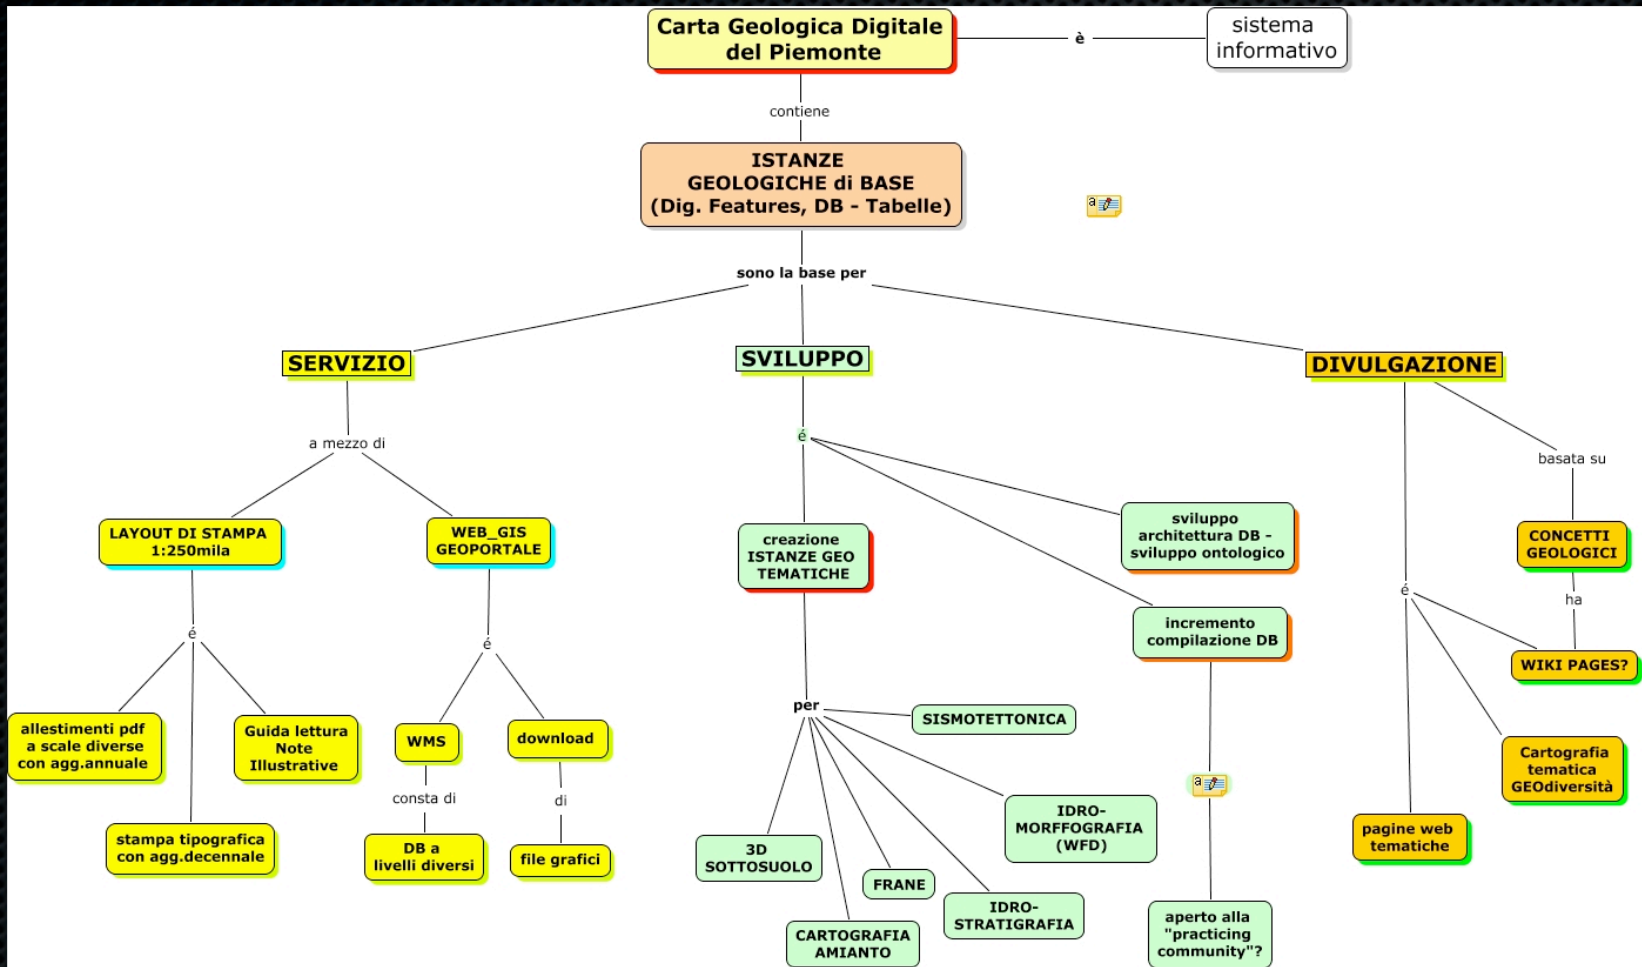 Carta Geologica Digitale
del Piemonte
è
sistema
informativo
contiene
ISTANZE
GEOLOGICHE di BASE
(Dig. Features, DB - Tabelle)
a
sono la base per
SERVIZIO
SVILUPPO
DIVULGAZIONE
a mezzo di
é
basata su
LAYOUT DI STAMPA
1:250mila
WEB_GIS
GEOPORTALE
creazione
ISTANZE GEO
TEMATICHE
sviluppo
architettura DB -
sviluppo ontologico
CONCETTI
GEOLOGICI
é
é
incremento
compilazione DB
é
ha
WIKI PAGES?
allestimenti pdf
a scale diverse
con agg.annuale
Guida lettura
Note
Illustrative
WMS
download
per
SISMOTETTONICA
Cartografia
tematica
GEOdiversità
consta di
di
a
IDRO-
MORFFOGRAFIA
(WFD)
stampa tipografica
con agg.decennale
DB a
livelli diversi
file grafici
3D
SOTTOSUOLO
FRANE
pagine web
tematiche
CARTOGRAFIA
AMIANTO
IDRO-
STRATIGRAFIA
aperto alla
"practicing
community"?